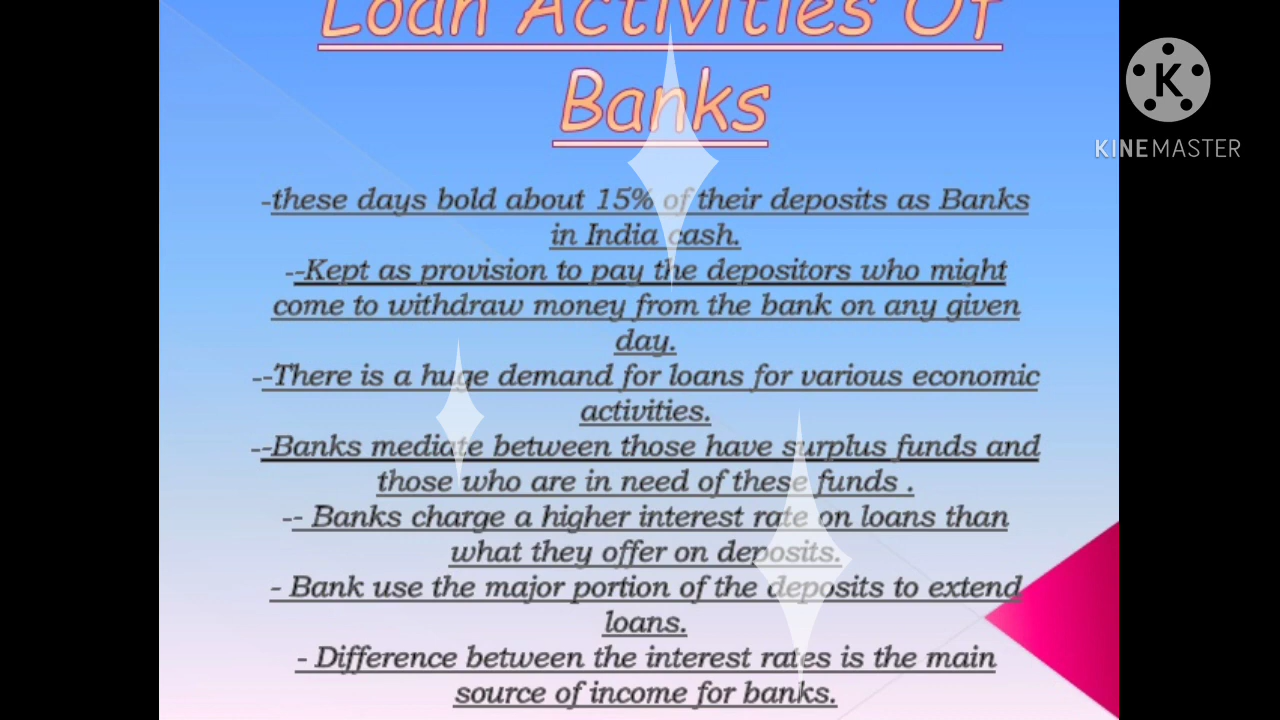 Loan Activities Of
Banks
-these days bold about 15% of their deposits as Banks
in India cash.
--Kept as provision to pay the depositors who might
come to withdraw money from the bank on any given
day.
--There is a huge demand for loans for various economic
activities.
--Banks mediate between those have surplus funds and
those who are in need of these funds .
-- Banks charge a higher interest rate on loans than
what they offer on deposits.
- Bank use the major portion of the deposits to extend
loans.
- Difference between the interest rates is the main
source of income for banks.
K
KINEMASTER